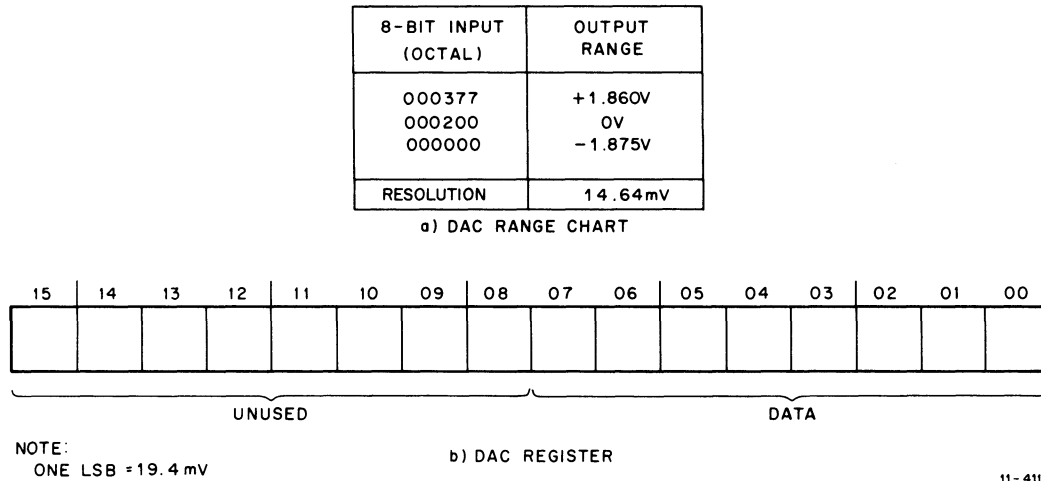 8-BIT INPUT (OCTAL) OUTPUT RANGE
000377 +1.860V
000200 0V
000000 -1.875V
RESOLUTION 14.64mV
a) DAC RANGE CHART
15 14 13 12 11 10 09 08 07 06 05 04 03 02 01 00
UNUSED DATA
NOTE:
ONE LSB = 19.4 mV
b) DAC REGISTER
11-411